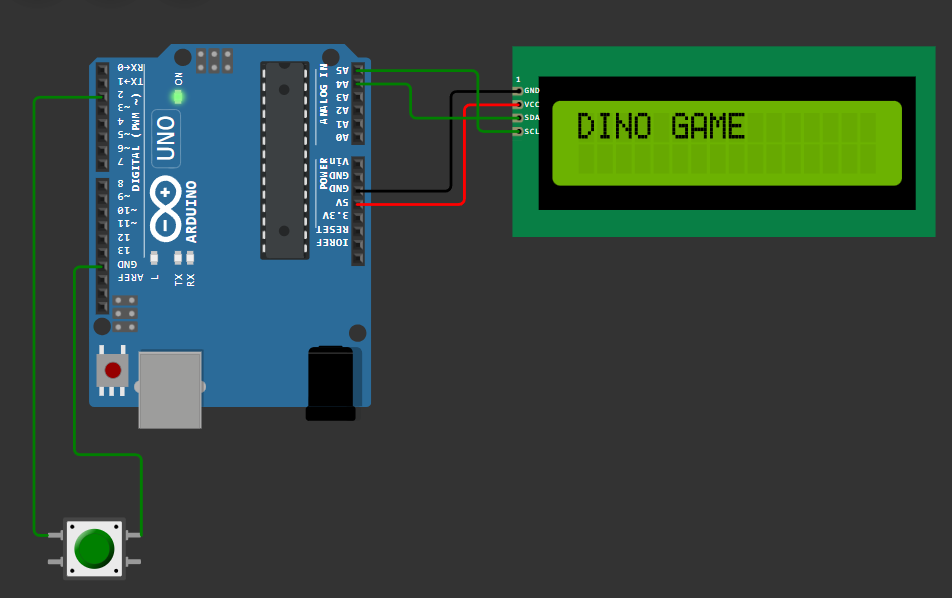 RX←0
TX→1
2
~3
4
~5
~6
7
DIGITAL (PWM ~)
8
~9
~10
~11
12
13
GND
AREF
ON
UNO
ARDUINO
L
TX
RX
ANALOG IN
A5
A4
A3
A2
A1
A0
POWER
Vin
GND
GND
5V
3.3V
RESET
IOREF
1
GND
VCC
SDA
SCL
DINO GAME